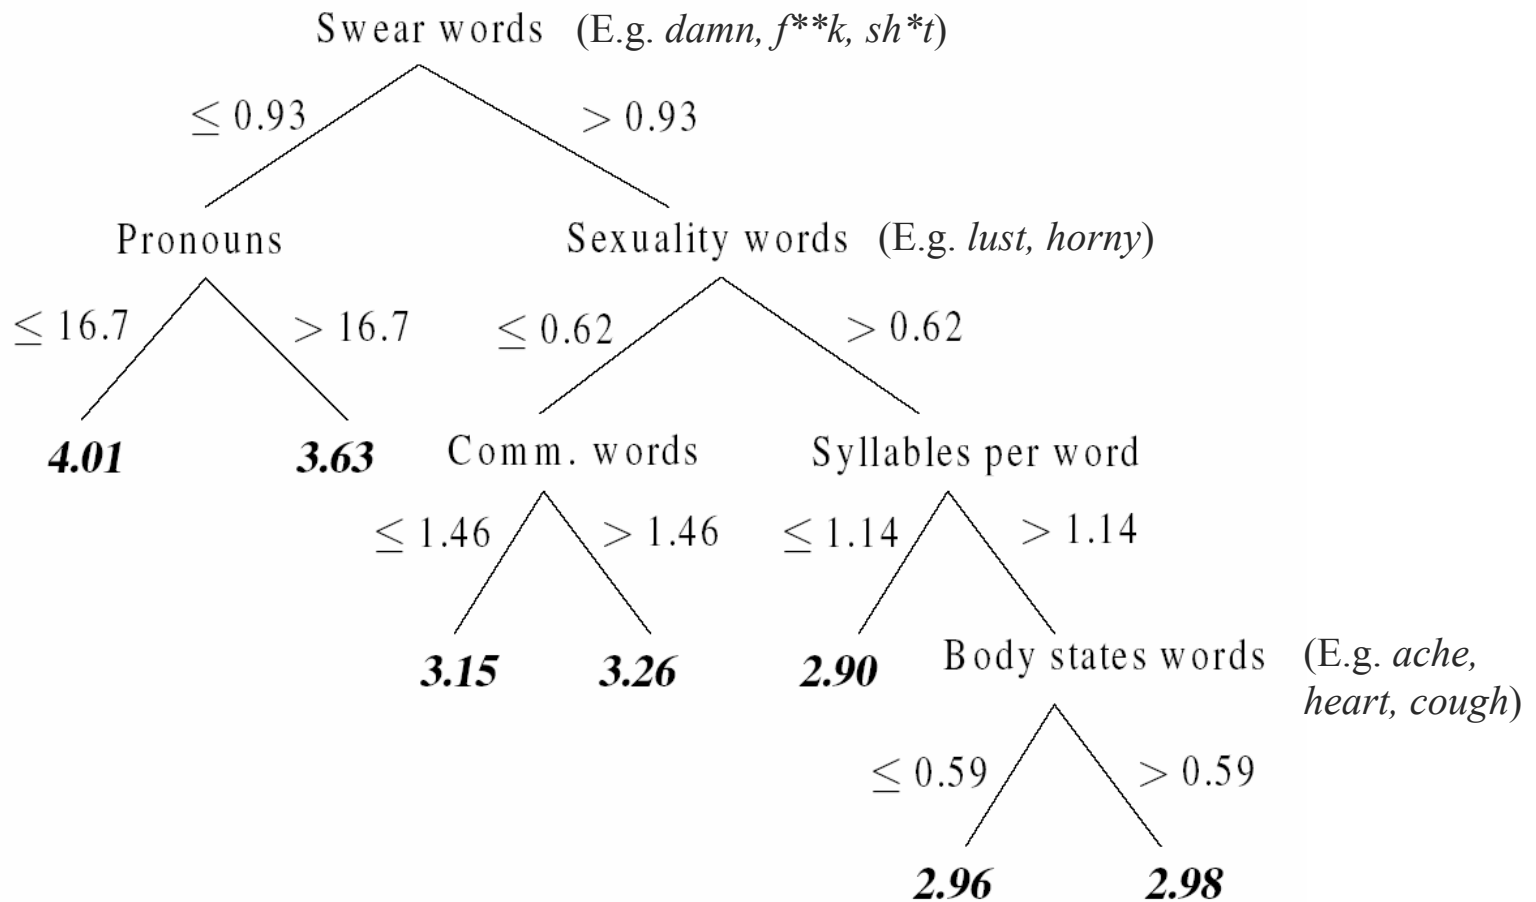 Swear words (E.g. damn, f**k, sh*t)
≤ 0.93 > 0.93
Pronouns Sexuality words (E.g. lust, horny)
≤ 16.7 > 16.7 ≤ 0.62 > 0.62
4.01 3.63 Comm. words Syllables per word
≤ 1.46 > 1.46 ≤ 1.14 > 1.14
3.15 3.26 2.90 Body states words (E.g. ache,
heart, cough)
≤ 0.59 > 0.59
2.96 2.98